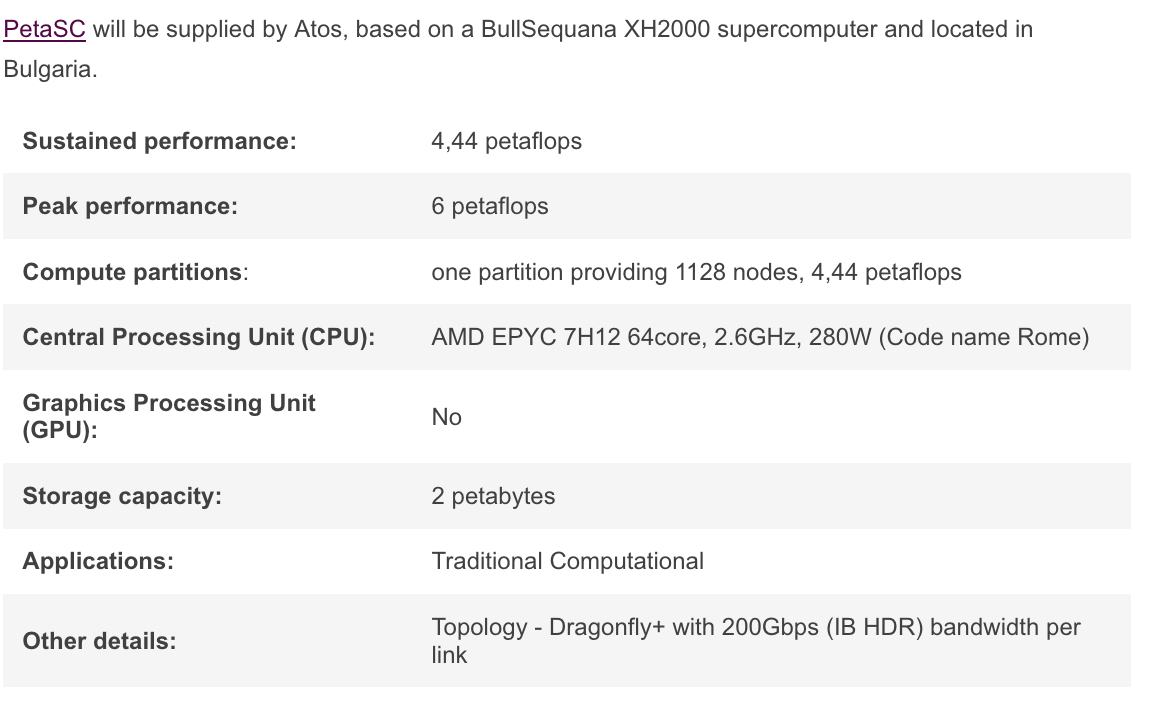 PetaSC will be supplied by Atos, based on a BullSequana XH2000 supercomputer and located in
Bulgaria.
Sustained performance: 4,44 petaflops
Peak performance: 6 petaflops
Compute partitions: one partition providing 1128 nodes, 4,44 petaflops
Central Processing Unit (CPU): AMD EPYC 7H12 64core, 2.6GHz, 280W (Code name Rome)
Graphics Processing Unit
(GPU):
No
Storage capacity: 2 petabytes
Applications: Traditional Computational
Other details:
Topology - Dragonfly+ with 200Gbps (IB HDR) bandwidth per
link